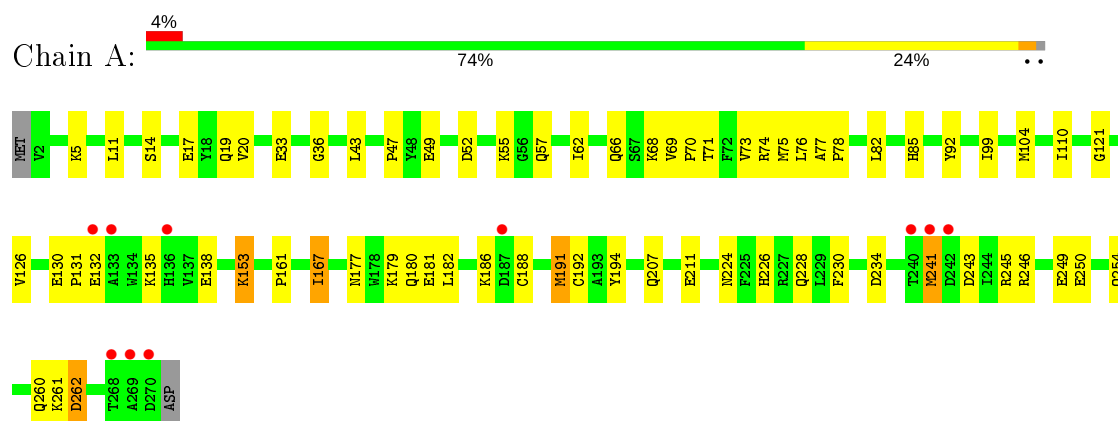 4%
Chain A:
74% 24%
MET V2 K5 L11 S14 E17 Y18 Q19 V20 E33 G36 L43 P47 Y48 E49 D52 K55 G56 Q57 I62 Q66 S67 K68 V69 P70 T71 F72 V73 R74 M75 L76 A77 P78 L82 H85 Y92 I99 M104 I110 G121
V126 E130 P131 E132 A133 W134 K135 H136 V137 E138 K153 P161 I167 N177 W178 K179 Q180 E181 L182 K186 D187 C188 M191 C192 A193 Y194 Q207 E211 N224 F225 H226 R227 Q228 L229 F230 D234 T240 M241 D242 D243 I244 R245 R246 E249 E250
Q260 K261 D262 T268 A269 D270 ASP